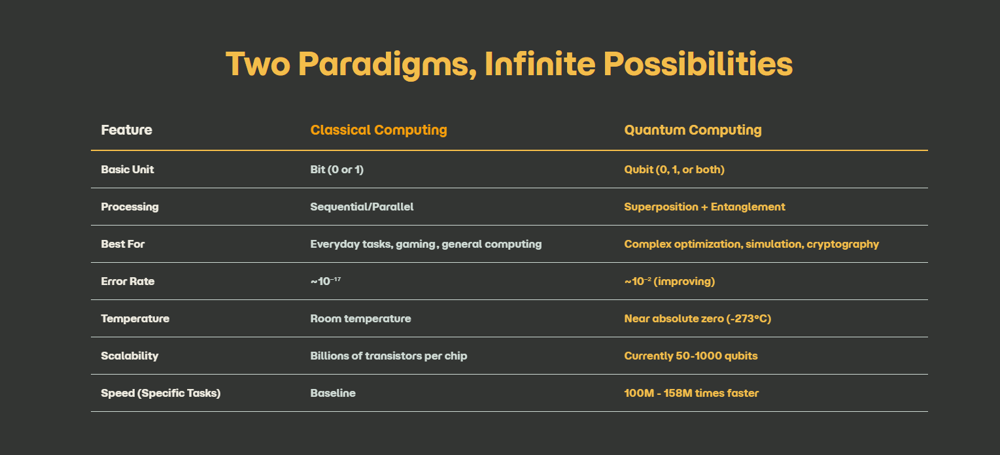 Two Paradigms, Infinite Possibilities
Feature Classical Computing Quantum Computing
Basic Unit Bit (0 or 1) Qubit (0, 1, or both)
Processing Sequential/Parallel Superposition + Entanglement
Best For Everyday tasks, gaming, general computing Complex optimization, simulation, cryptography
Error Rate ~10⁻¹⁷ ~10⁻² (improving)
Temperature Room temperature Near absolute zero (-273°C)
Scalability Billions of transistors per chip Currently 50-1000 qubits
Speed (Specific Tasks) Baseline 100M - 158M times faster